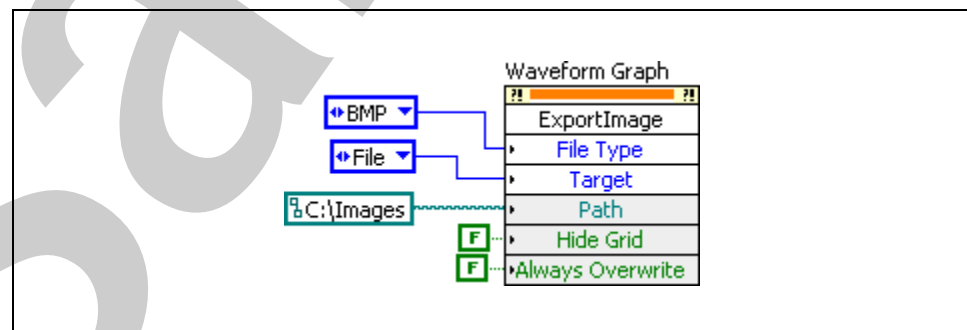 Waveform Graph
?! ?!
BMP ExportImage
File Type
File Target
C:\Images Path
F Hide Grid
F Always Overwrite